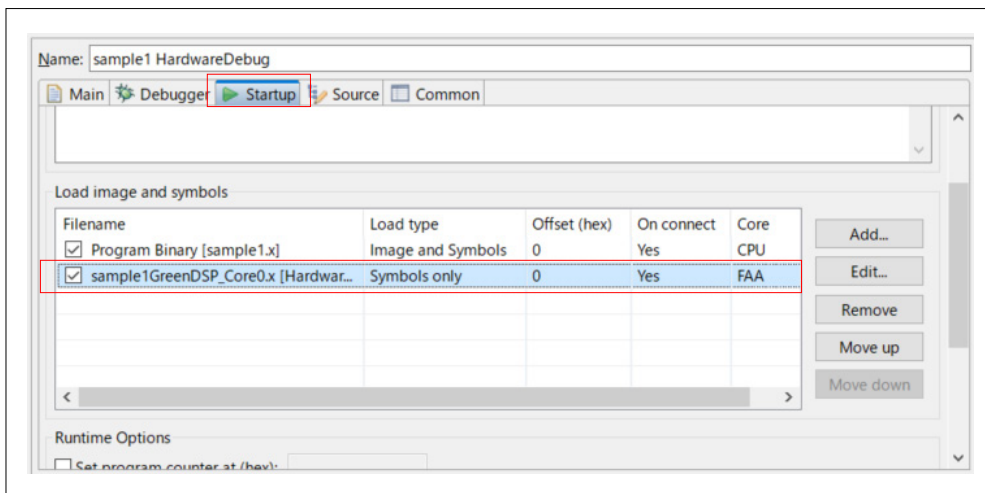 Name: sample1 HardwareDebug
Main Debugger Startup Source Common
Load image and symbols
Filename Load type Offset (hex) On connect Core
Program Binary [sample1.x] Image and Symbols 0 Yes CPU
sample1GreenDSP_Core0.x [Hardwar... Symbols only 0 Yes FAA
Add...
Edit...
Remove
Move up
Move down
Runtime Options
Set program counter at (hex):